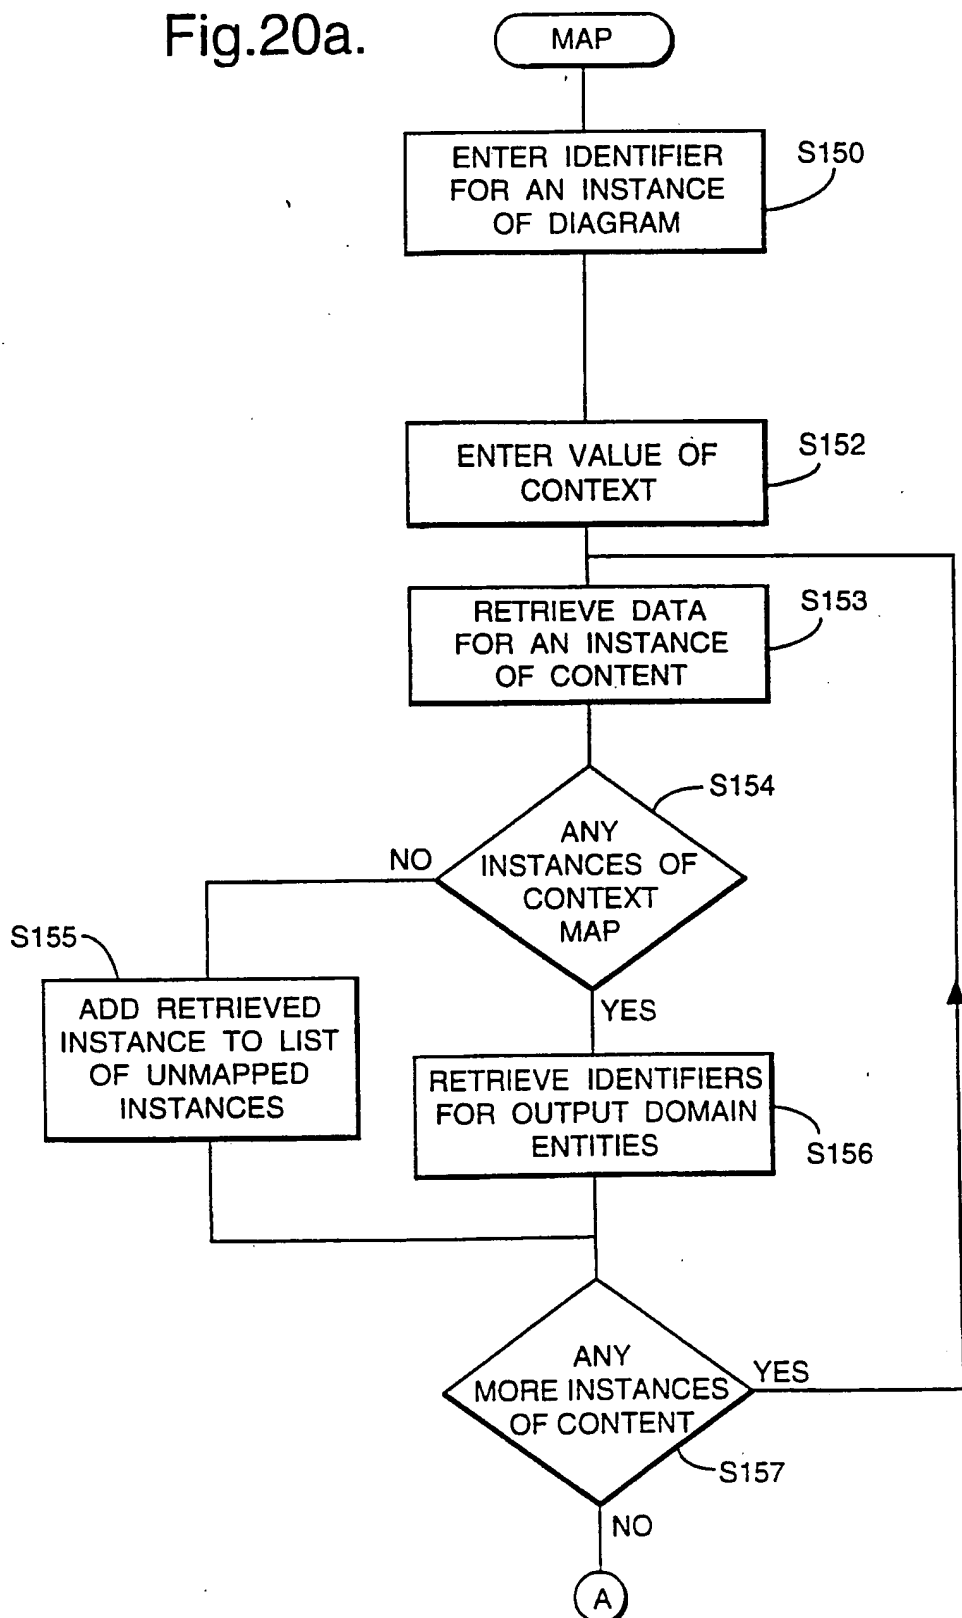 Fig.20a.
MAP
ENTER IDENTIFIER
FOR AN INSTANCE
OF DIAGRAM
S150
ENTER VALUE OF
CONTEXT
S152
RETRIEVE DATA
FOR AN INSTANCE
OF CONTENT
S153
ANY
INSTANCES OF
CONTEXT
MAP
S154
NO
S155
ADD RETRIEVED
INSTANCE TO LIST
OF UNMAPPED
INSTANCES
YES
RETRIEVE IDENTIFIERS
FOR OUTPUT DOMAIN
ENTITIES
S156
ANY
MORE INSTANCES
OF CONTENT
YES
S157
NO
A